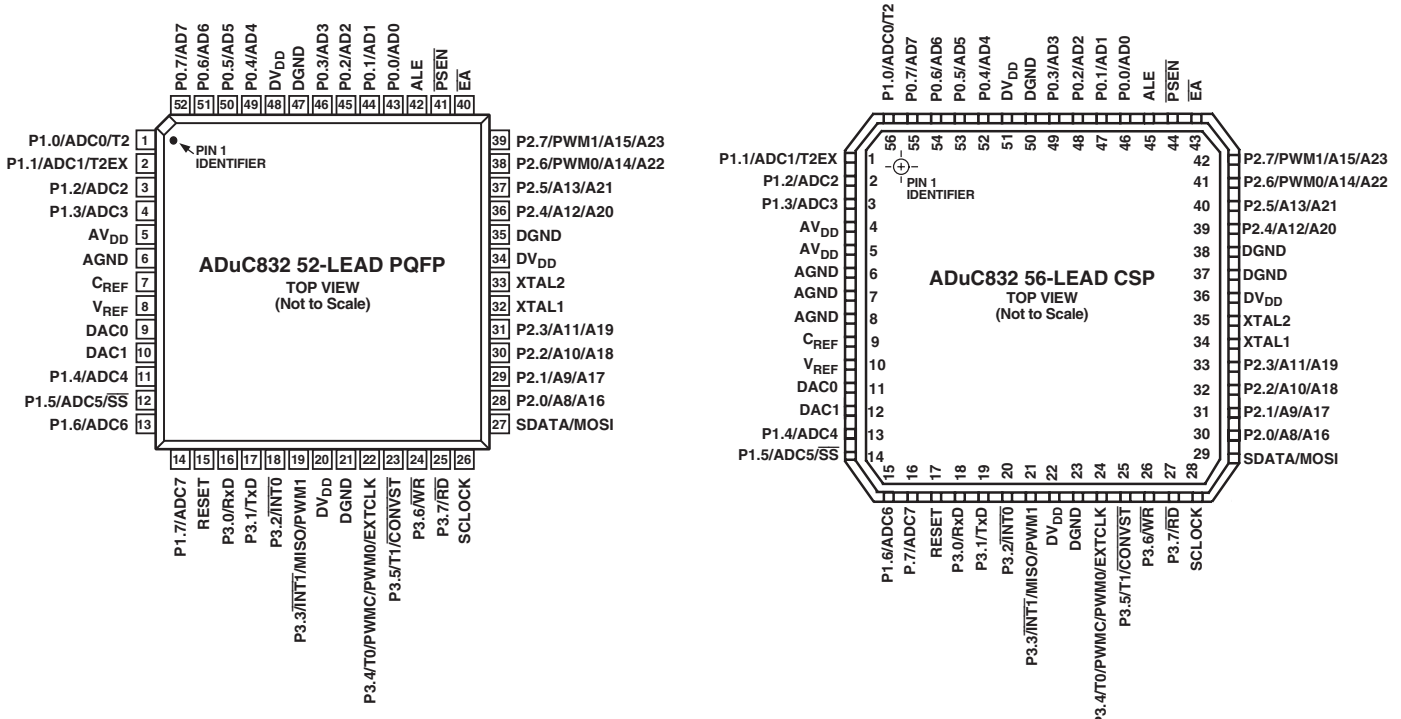 P0.7/AD7
P0.6/AD6
P0.5/AD5
P0.4/AD4
DVDD
DGND
P0.3/AD3
P0.2/AD2
P0.1/AD1
P0.0/AD0
ALE
PSEN
EA
52 51 50 49 48 47 46 45 44 43 42 41 40
P1.0/ADC0/T2 1
P1.1/ADC1/T2EX 2
P1.2/ADC2 3
P1.3/ADC3 4
AVDD 5
AGND 6
CREF 7
VREF 8
DAC0 9
DAC1 10
P1.4/ADC4 11
P1.5/ADC5/SS 12
P1.6/ADC6 13
PIN 1
IDENTIFIER
ADuC832 52-LEAD PQFP
TOP VIEW
(Not to Scale)
39 P2.7/PWM1/A15/A23
38 P2.6/PWM0/A14/A22
37 P2.5/A13/A21
36 P2.4/A12/A20
35 DGND
34 DVDD
33 XTAL2
32 XTAL1
31 P2.3/A11/A19
30 P2.2/A10/A18
29 P2.1/A9/A17
28 P2.0/A8/A16
27 SDATA/MOSI
14 15 16 17 18 19 20 21 22 23 24 25 26
P1.7/ADC7
RESET
P3.0/RxD
P3.1/TxD
P3.2/INT0
P3.3/INT1/MISO/PWM1
DVDD
DGND
P3.4/T0/PWMC/PWM0/EXTCLK
P3.5/T1/CONVST
P3.6/WR
P3.7/RD
SCLOCK
P1.0/ADC0/T2
P0.7/AD7
P0.6/AD6
P0.5/AD5
P0.4/AD4
DVDD
DGND
P0.3/AD3
P0.2/AD2
P0.1/AD1
P0.0/AD0
ALE
PSEN
EA
56 55 54 53 52 51 50 49 48 47 46 45 44 43
P1.1/ADC1/T2EX 1
P1.2/ADC2 2
P1.3/ADC3 3
AVDD 4
AVDD 5
AGND 6
AGND 7
AGND 8
CREF 9
VREF 10
DAC0 11
DAC1 12
P1.4/ADC4 13
P1.5/ADC5/SS 14
PIN 1
IDENTIFIER
ADuC832 56-LEAD CSP
TOP VIEW
(Not to Scale)
42 P2.7/PWM1/A15/A23
41 P2.6/PWM0/A14/A22
40 P2.5/A13/A21
39 P2.4/A12/A20
38 DGND
37 DGND
36 DVDD
35 XTAL2
34 XTAL1
33 P2.3/A11/A19
32 P2.2/A10/A18
31 P2.1/A9/A17
30 P2.0/A8/A16
29 SDATA/MOSI
15 16 17 18 19 20 21 22 23 24 25 26 27 28
P1.6/ADC6
P.7/ADC7
RESET
P3.0/RxD
P3.1/TxD
P3.2/INT0
P3.3/INT1/MISO/PWM1
DVDD
DGND
P3.4/T0/PWMC/PWM0/EXTCLK
P3.5/T1/CONVST
P3.6/WR
P3.7/RD
SCLOCK